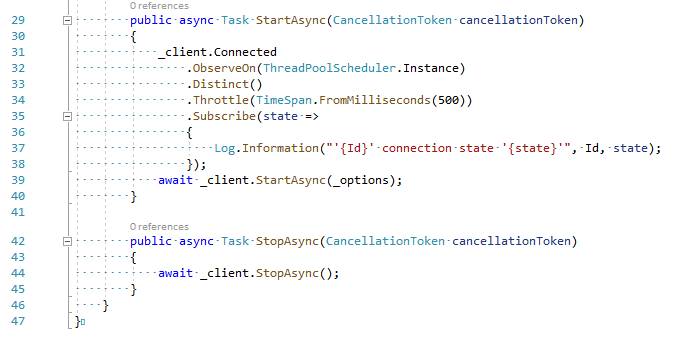 0 references
29 public async Task StartAsync(CancellationToken cancellationToken)
30 {
31 _client.Connected
32 .ObserveOn(ThreadPoolScheduler.Instance)
33 .Distinct()
34 .Throttle(TimeSpan.FromMilliseconds(500))
35 .Subscribe(state =>
36 {
37 Log.Information("'{Id}' connection state '{state}'", Id, state);
38 });
39 await _client.StartAsync(_options);
40 }
41
0 references
42 public async Task StopAsync(CancellationToken cancellationToken)
43 {
44 await _client.StopAsync();
45 }
46 }
47 }